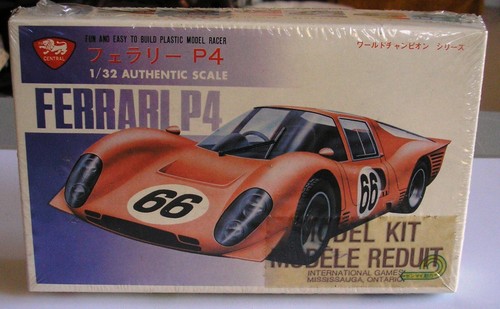 FUN AND EASY TO BUILD PLASTIC MODEL RACER
CENTRAL
フェラリー P4
ワールドチャンピオン シリーズ
1/32 AUTHENTIC SCALE
FERRARI P4
66
66
MODEL KIT
MODÈLE REDUIT
INTERNATIONAL GAMES
MISSISSAUGA, ONTARIO